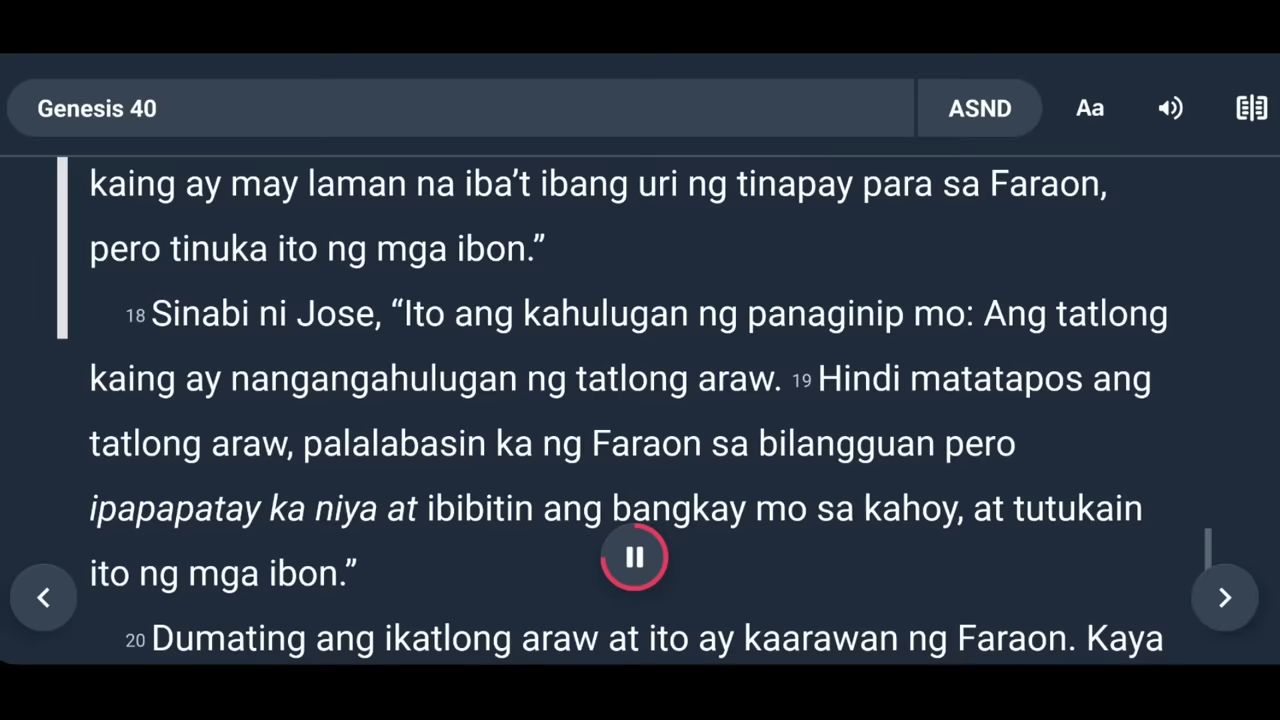 Genesis 40 ASND Aa
kaing ay may laman na iba’t ibang uri ng tinapay para sa Faraon,
pero tinuka ito ng mga ibon.”
18 Sinabi ni Jose, “Ito ang kahulugan ng panaginip mo: Ang tatlong
kaing ay nangangahulugan ng tatlong araw. 19 Hindi matatapos ang
tatlong araw, palalabasin ka ng Faraon sa bilangguan pero
ipapapatay ka niya at ibibitin ang bangkay mo sa kahoy, at tutukain
ito ng mga ibon.”
20 Dumating ang ikatlong araw at ito ay kaarawan ng Faraon. Kaya